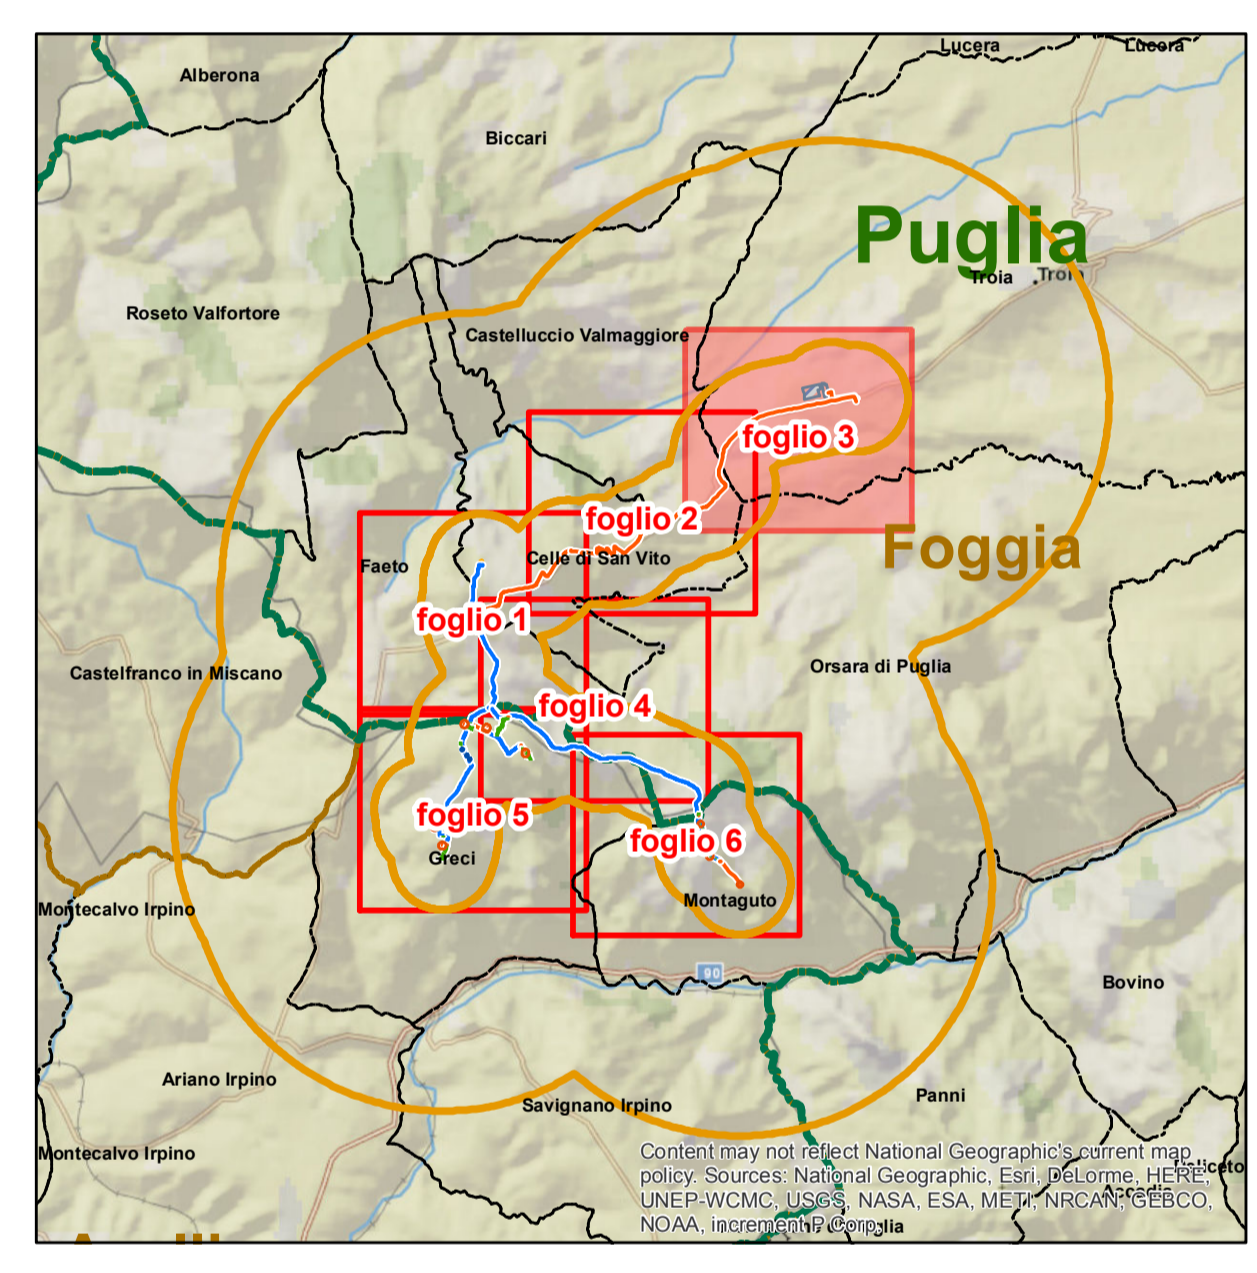 Lucera
Lucera
Alberona
Biccari
Puglia
Troia
Troia
Roseto Valfortore
Castelluccio Valmaggiore
foglio 3
foglio 2
Foggia
Celle di San Vito
Faeto
foglio 1
Orsara di Puglia
Castelfranco in Miscano
foglio 4
foglio 5
foglio 6
Greci
Montaguto
Montecalvo Irpino
90
Bovino
Ariano Irpino
Panni
Savignano Irpino
Montecalvo Irpino
Content may not reflect National Geographic's current map
policy. Sources: National Geographic, Esri, DeLorme, HERE,
UNEP-WCMC, USGS, NASA, ESA, METI, NRCAN, GEBCO,
NOAA, increment P Corp.